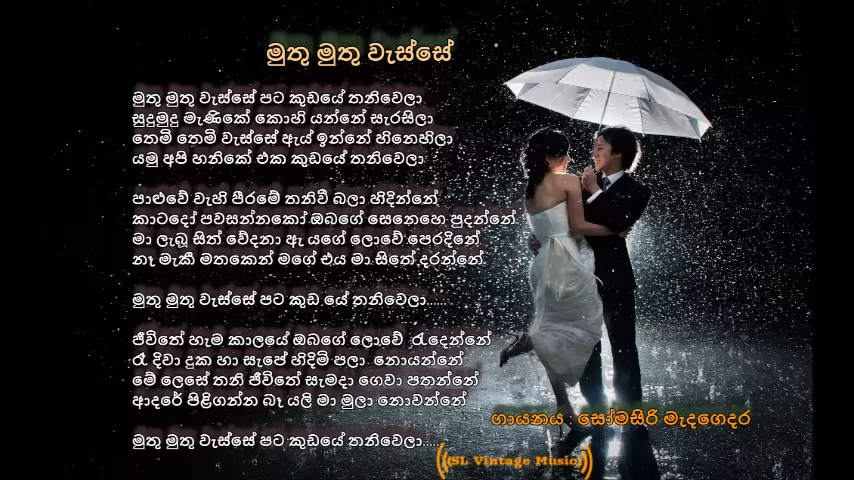 මුතු මුතු වැස්සේ
මුතු මුතු වැස්සේ පට කුඩයේ තනිවෙලා
සුදුමුදු මැණිකේ කොහි යන්නේ සැරසිලා
තෙමි තෙමි වැස්සේ ඇයි ඉන්නේ හිනෙහිලා
යමු අපි හනිකේ එක කුඩයේ තනිවෙලා
පාළුවේ වැහි පීරමේ තනිවී බලා හිදින්නේ
කාටදෝ පවසන්නකෝ ඔබගේ සෙනෙහෙ පුදන්නේ
මා ලැබූ සිත් වේදනා ඈ යගේ ලොවේ පෙරදිනේ
නෑ මැකී මතකෙන් මගේ එය මා සිතේ දරන්නේ
මුතු මුතු වැස්සේ පට කුඩ යේ තනිවෙලා......
ජීවිතේ හැම කාලයේ ඔබගේ ලොවේ රැ දෙන්නේ
රෑ දිවා දුක හා සැපේ හිදිමි පලා නොයන්නේ
මේ ලෙසේ තනි ජීවිතේ සැමදා ගෙවා පතන්නේ
ආදරේ පිළිගන්න බෑ යලි මා මුලා නොවන්නේ
ගායනය : සෝමසිරි මැදගෙදර
මුතු මුතු වැස්සේ පට කුඩයේ තනිවෙලා.....
((SL Vintage Music))